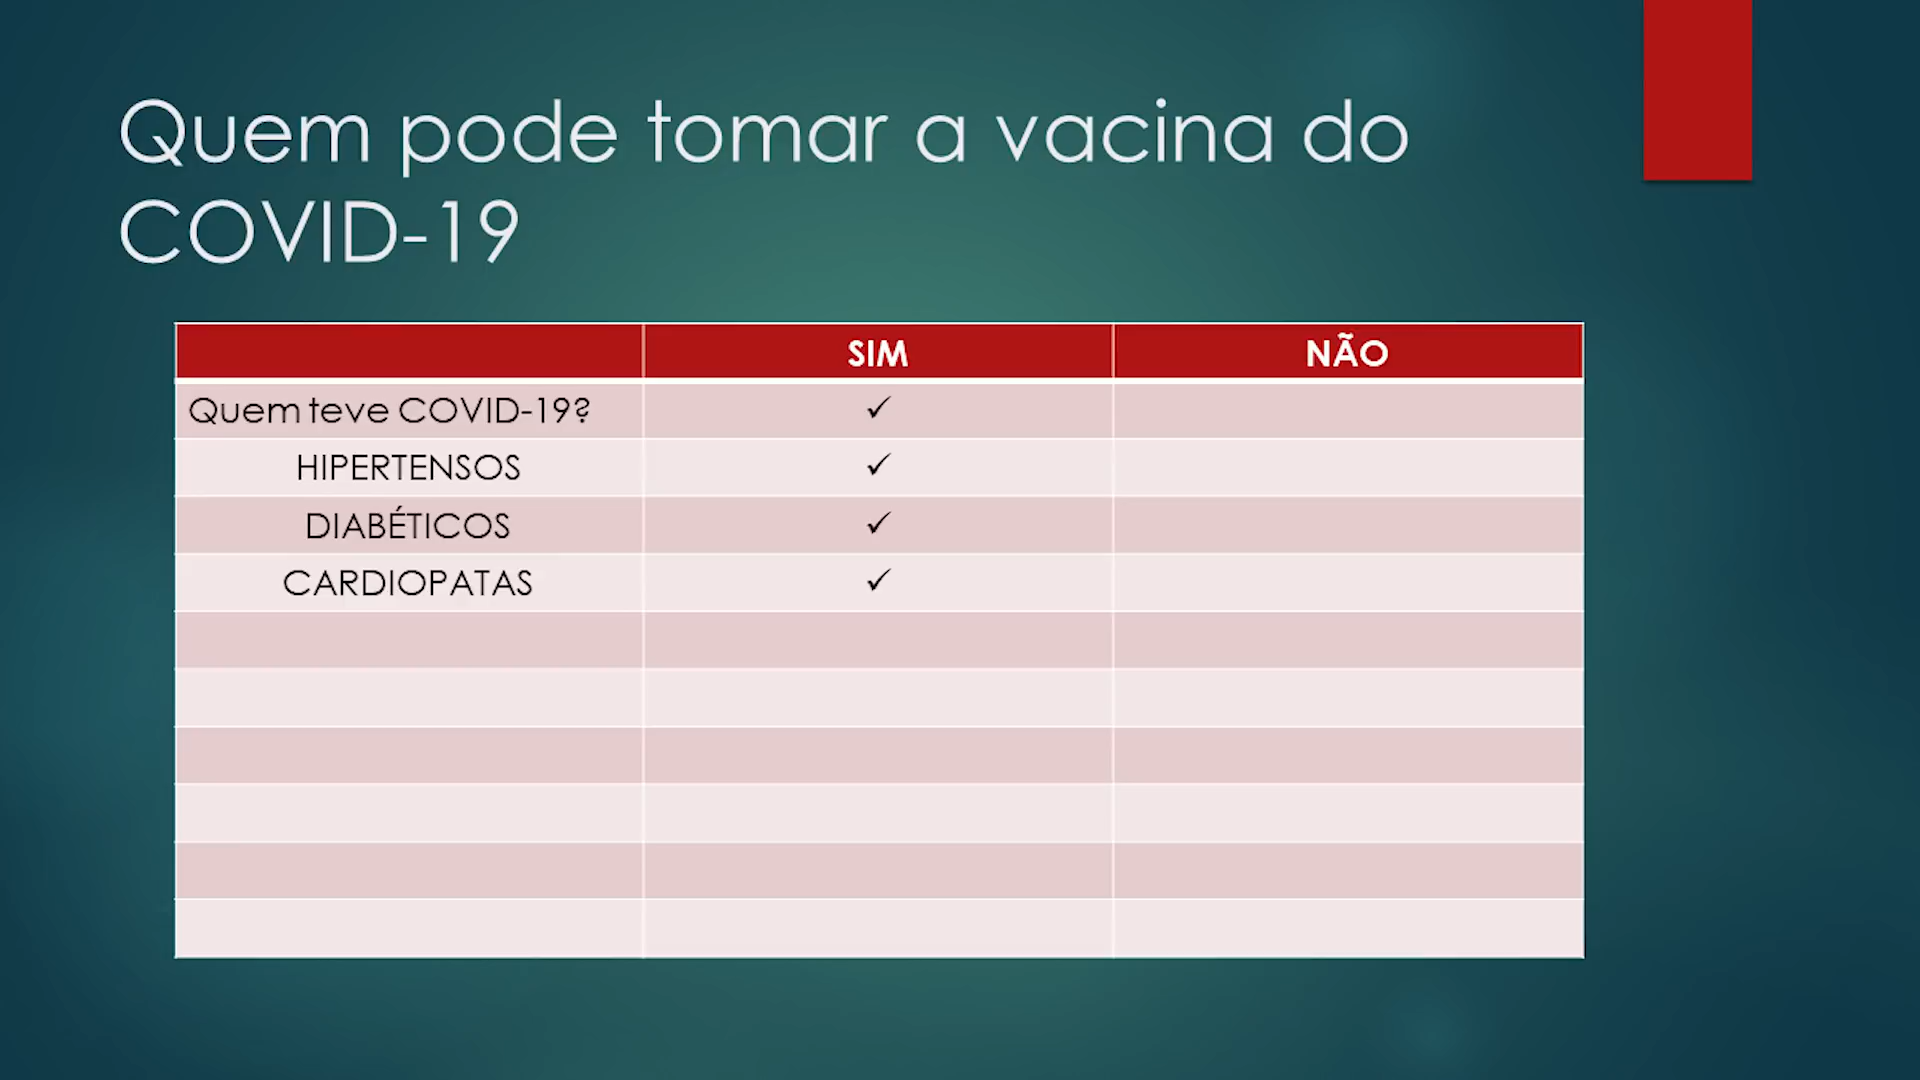 Quem pode tomar a vacina do
COVID-19
SIM NÃO
Quem teve COVID-19? ✓
HIPERTENSOS ✓
DIABÉTICOS ✓
CARDIOPATAS ✓